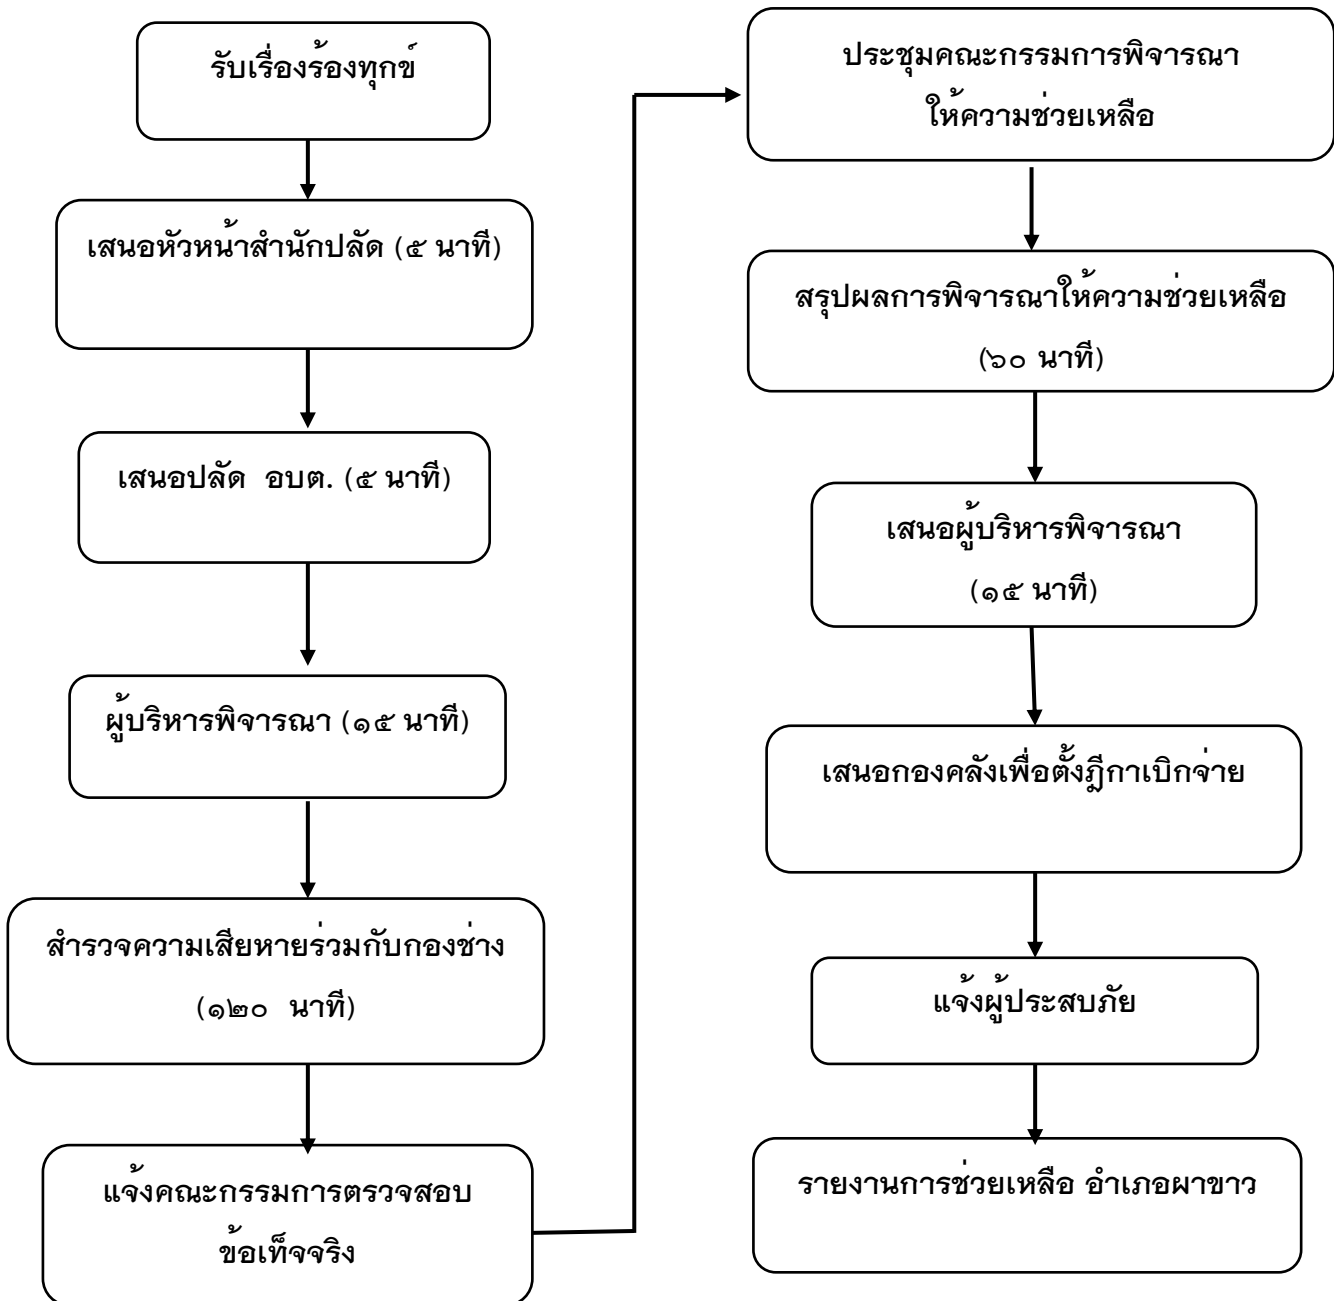 รับเรื่องร้องทุกข์
เสนอหัวหน้าสำนักปลัด (๕ นาที)
เสนอปลัด อบต. (๕ นาที)
ผู้บริหารพิจารณา (๑๕ นาที)
สำรวจความเสียหายร่วมกับกองช่าง
(๑๒๐ นาที)
แจ้งคณะกรรมการตรวจสอบ
ข้อเท็จจริง
ประชุมคณะกรรมการพิจารณา
ให้ความช่วยเหลือ
สรุปผลการพิจารณาให้ความช่วยเหลือ
(๖๐ นาที)
เสนอผู้บริหารพิจารณา
(๑๕ นาที)
เสนอกองคลังเพื่อตั้งฎีกาเบิกจ่าย
แจ้งผู้ประสบภัย
รายงานการช่วยเหลือ อำเภอผาขาว